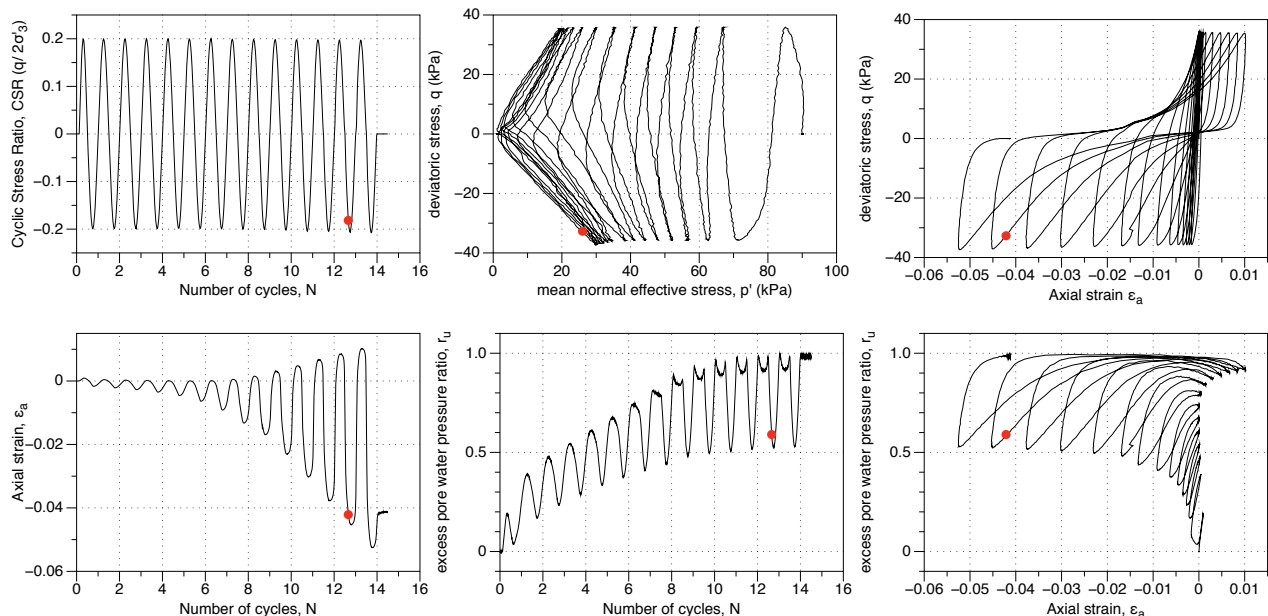 Cyclic Stress Ratio, CSR (q/2σ'3)
0.2
0.1
0
−0.1
−0.2
0 2 4 6 8 10 12 14 16
Number of cycles, N
deviatoric stress, q (kPa)
40
20
0
−20
−40
0 20 40 60 80 100
mean normal effective stress, p' (kPa)
deviatoric stress, q (kPa)
40
20
0
−20
−40
−0.06 −0.05 −0.04 −0.03 −0.02 −0.01 0 0.01
Axial strain εa
Axial strain, εa
0
−0.02
−0.04
−0.06
0 2 4 6 8 10 12 14 16
Number of cycles, N
excess pore water pressure ratio, ru
1.0
0.5
0
0 2 4 6 8 10 12 14 16
Number of cycles, N
excess pore water pressure ratio, ru
1.0
0.5
0
−0.06 −0.05 −0.04 −0.03 −0.02 −0.01 0 0.01
Axial strain, εa